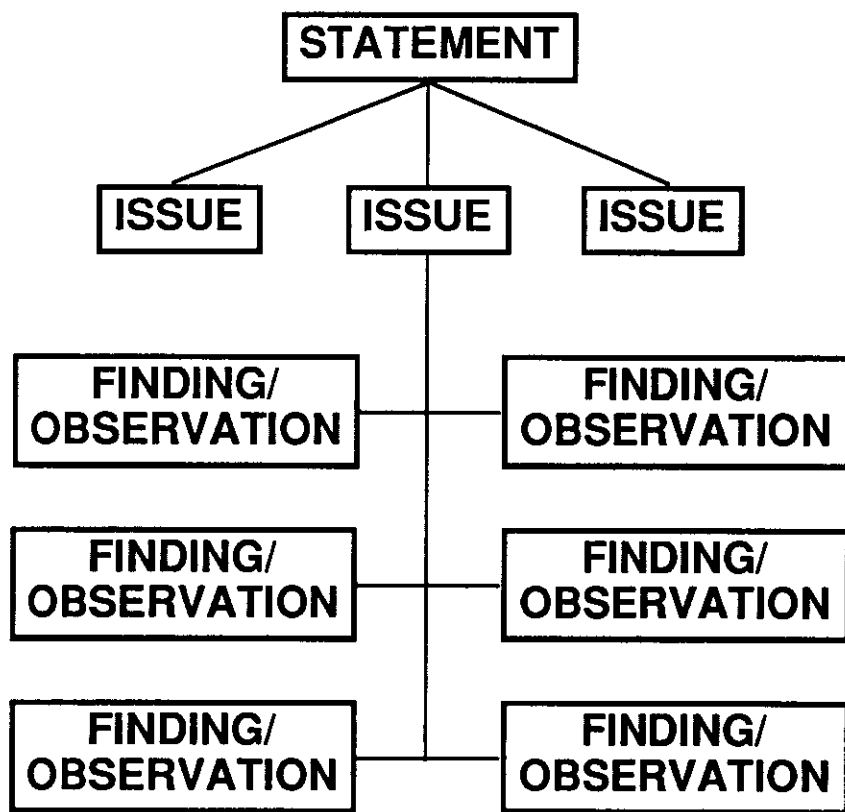 STATEMENT
ISSUE
ISSUE
ISSUE
FINDING/
OBSERVATION
FINDING/
OBSERVATION
FINDING/
OBSERVATION
FINDING/
OBSERVATION
FINDING/
OBSERVATION
FINDING/
OBSERVATION